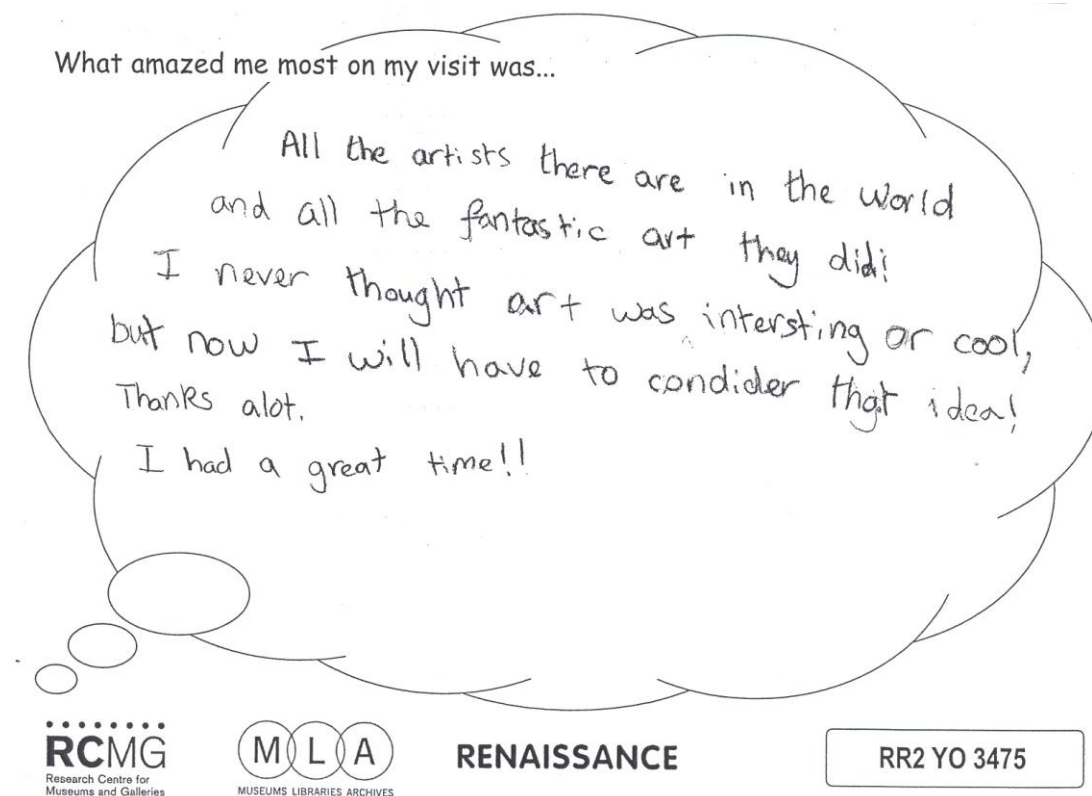 What amazed me most on my visit was...
All the artists there are in the world
and all the fantastic art they did!
I never thought art was intersting or cool,
but now I will have to condider that idea!
Thanks alot.
I had a great time!!
RCMG
Research Centre for
Museums and Galleries
MLA
MUSEUMS LIBRARIES ARCHIVES
RENAISSANCE
RR2 YO 3475